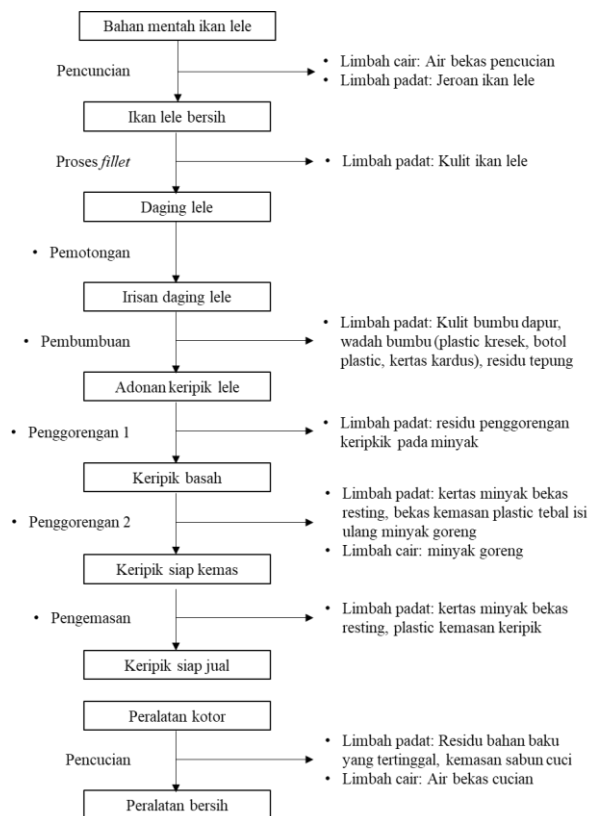 Bahan mentah ikan lele
Pencuncian
• Limbah cair: Air bekas pencucian
• Limbah padat: Jeroan ikan lele
Ikan lele bersih
Proses fillet
• Limbah padat: Kulit ikan lele
Daging lele
• Pemotongan
Irisan daging lele
• Pembumbuan
• Limbah padat: Kulit bumbu dapur,
wadah bumbu (plastic kresek, botol
plastic, kertas kardus), residu tepung
Adonan keripik lele
• Penggorengan 1
• Limbah padat: residu penggorengan
keripkik pada minyak
Keripik basah
• Penggorengan 2
• Limbah padat: kertas minyak bekas
resting, bekas kemasan plastic tebal isi
ulang minyak goreng
• Limbah cair: minyak goreng
Keripik siap kemas
• Pengemasan
• Limbah padat: kertas minyak bekas
resting, plastic kemasan keripik
Keripik siap jual
Peralatan kotor
Pencucian
• Limbah padat: Residu bahan baku
yang tertinggal, kemasan sabun cuci
• Limbah cair: Air bekas cucian
Peralatan bersih